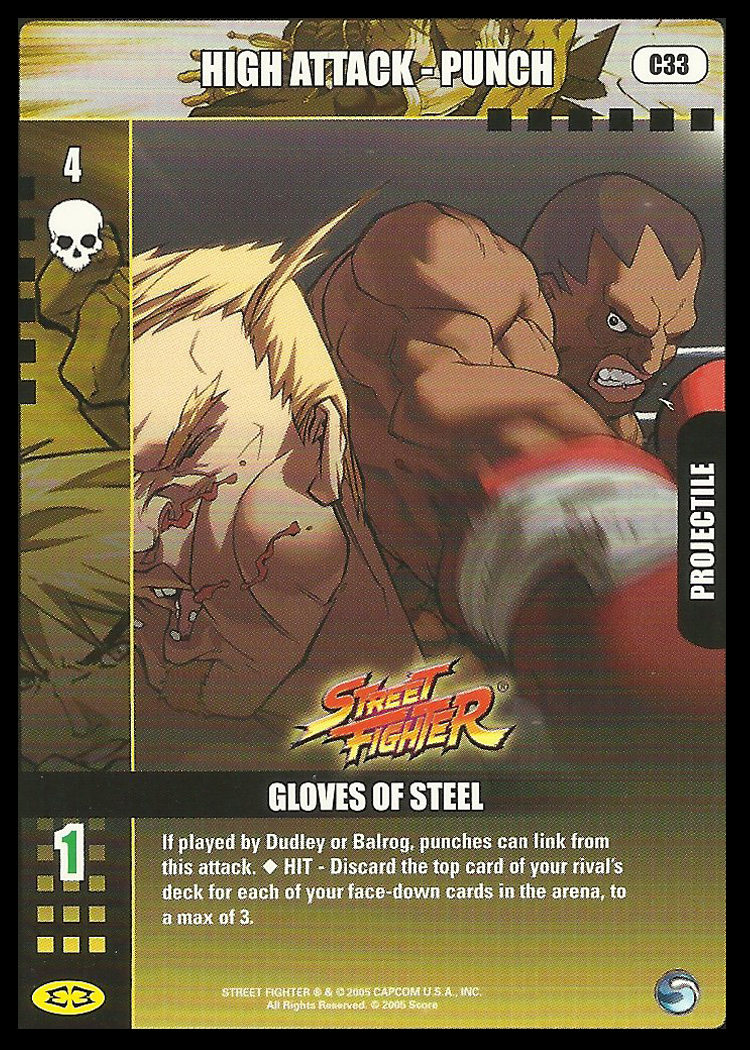 HIGH ATTACK - PUNCH
C33
4
PROJECTILE
STREET
FIGHTER®
GLOVES OF STEEL
1
If played by Dudley or Balrog, punches can link from
this attack. ◆ HIT - Discard the top card of your rival's
deck for each of your face-down cards in the arena, to
a max of 3.
STREET FIGHTER ® & © 2005 CAPCOM U.S.A., INC.
All Rights Reserved. © 2005 Score